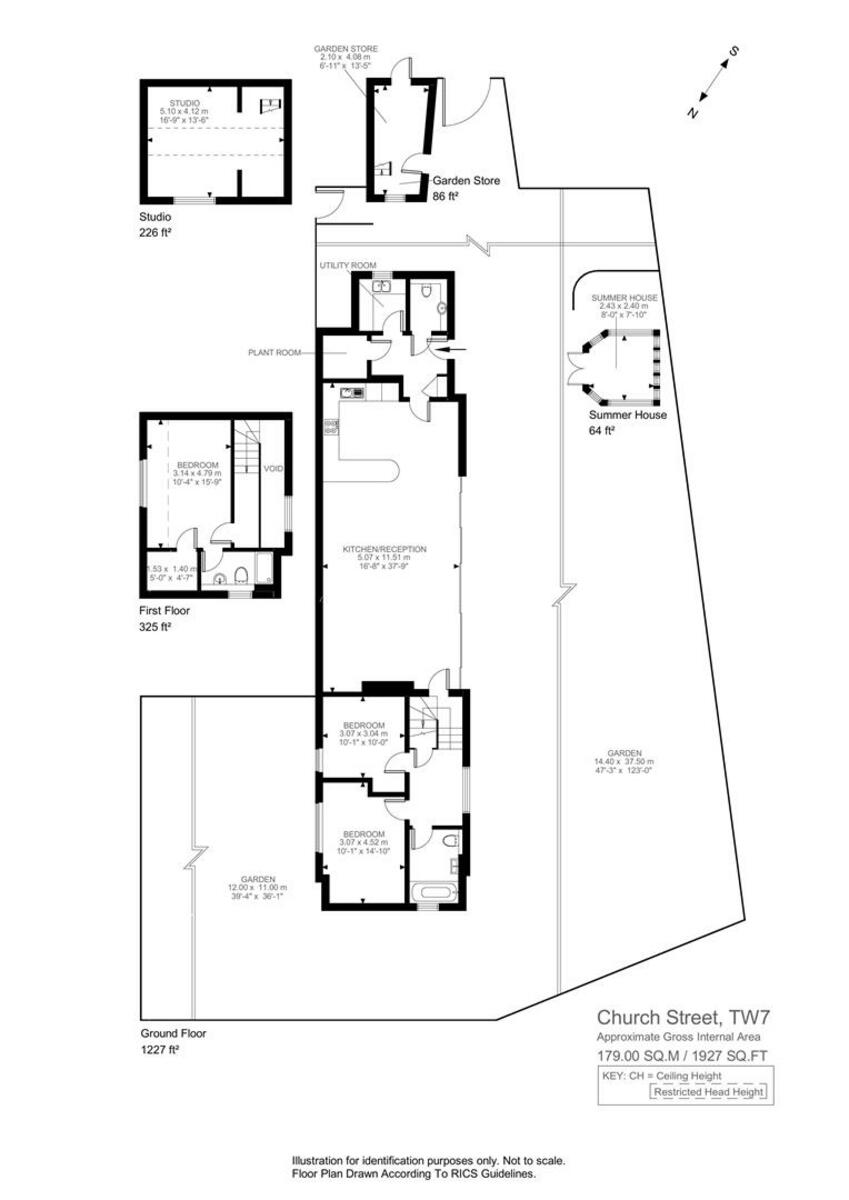 GARDEN STORE
2.10 x 4.08 m
6'-11" x 13'-5"
S
N
STUDIO
5.10 x 4.12 m
16'-9" x 13'-6"
Garden Store
86 ft²
Studio
226 ft²
UTILITY ROOM
SUMMER HOUSE
2.43 x 2.40 m
8'-0" x 7'-10"
PLANT ROOM
Summer House
64 ft²
BEDROOM
3.14 x 4.79 m
10'-4" x 15'-9"
VOID
KITCHEN/RECEPTION
5.07 x 11.51 m
16'-8" x 37'-9"
1.53 x 1.40 m
5'-0" x 4'-7"
First Floor
325 ft²
BEDROOM
3.07 x 3.04 m
10'-1" x 10'-0"
GARDEN
14.40 x 37.50 m
47'-3" x 123'-0"
BEDROOM
3.07 x 4.52 m
10'-1" x 14'-10"
GARDEN
12.00 x 11.00 m
39'-4" x 36'-1"
Ground Floor
1227 ft²
Church Street, TW7
Approximate Gross Internal Area
179.00 SQ.M / 1927 SQ.FT
KEY: CH = Ceiling Height
Restricted Head Height
Illustration for identification purposes only. Not to scale.
Floor Plan Drawn According To RICS Guidelines.